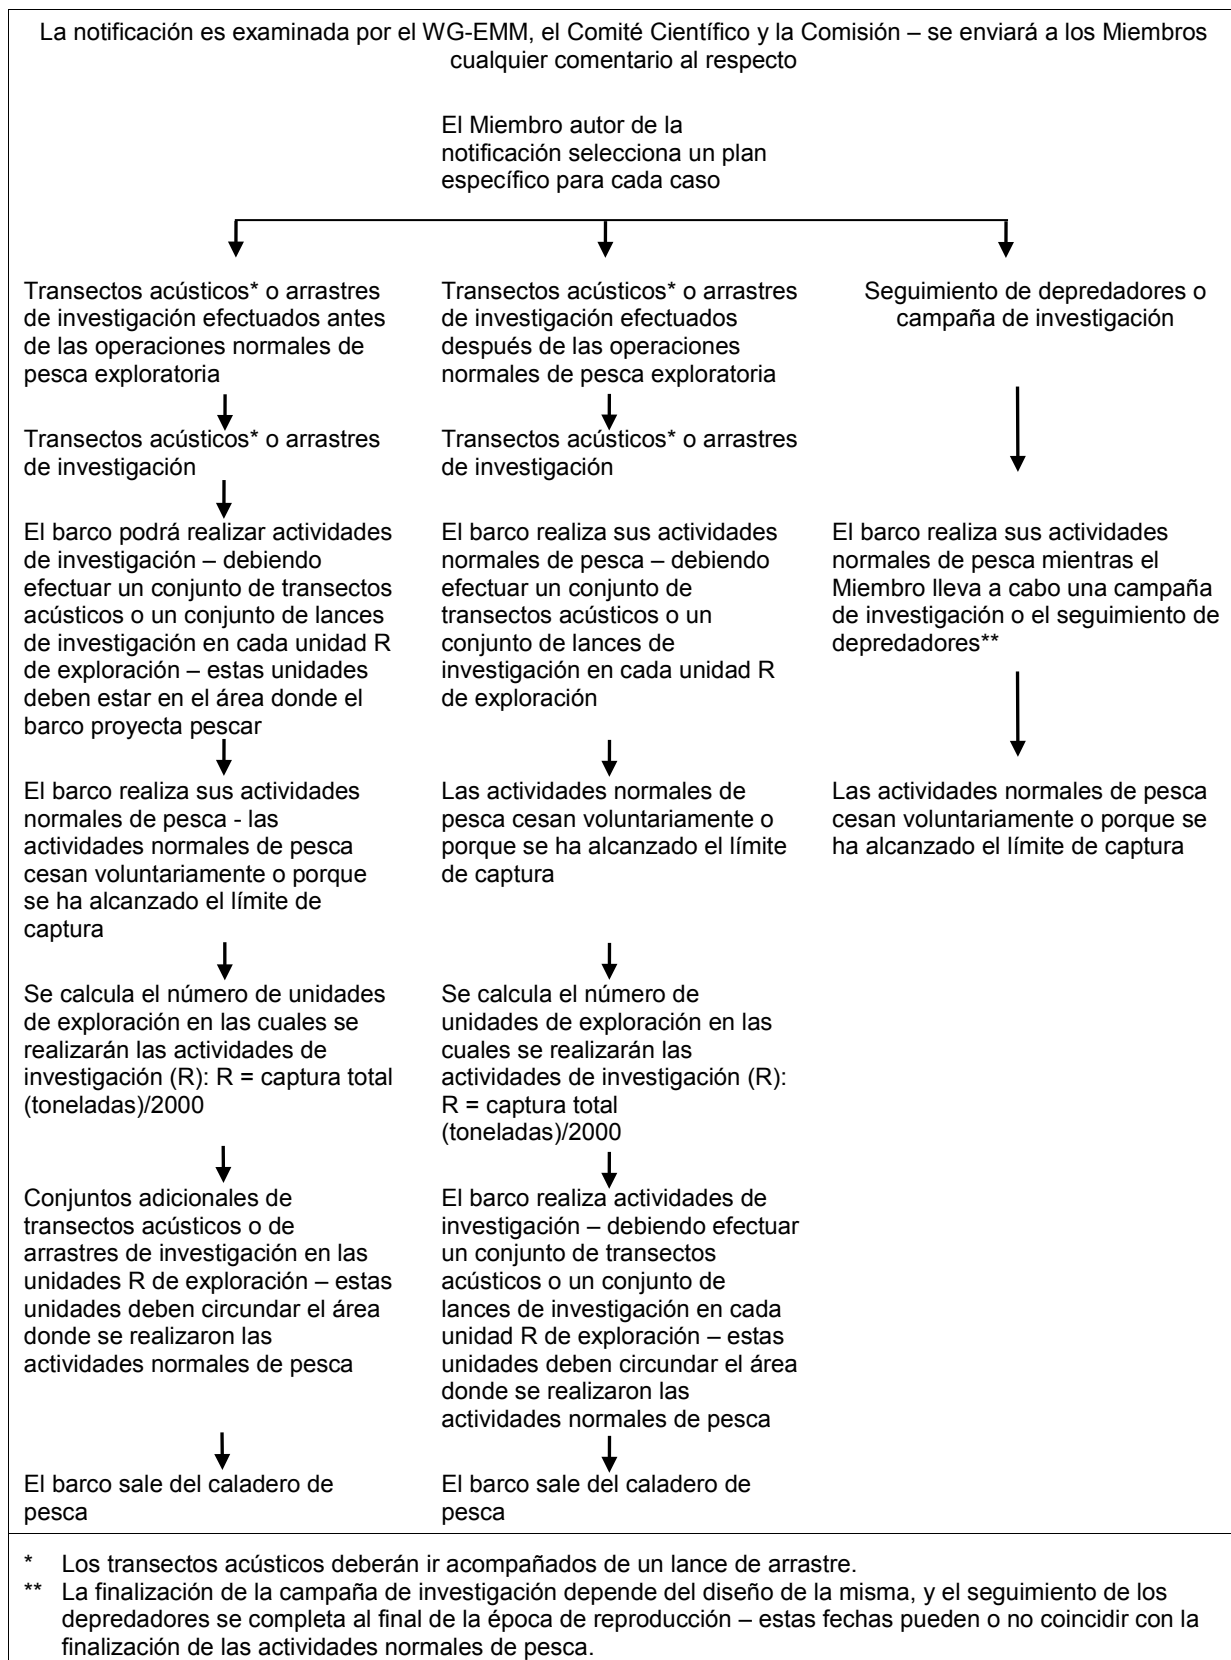 La notificación es examinada por el WG-EMM, el Comité Científico y la Comisión – se enviará a los Miembros
cualquier comentario al respecto
El Miembro autor de la
notificación selecciona un plan
específico para cada caso
Transectos acústicos* o arrastres
de investigación efectuados antes
de las operaciones normales de
pesca exploratoria
Transectos acústicos* o arrastres
de investigación
El barco podrá realizar actividades
de investigación – debiendo
efectuar un conjunto de transectos
acústicos o un conjunto de lances
de investigación en cada unidad R
de exploración – estas unidades
deben estar en el área donde el
barco proyecta pescar
El barco realiza sus actividades
normales de pesca - las
actividades normales de pesca
cesan voluntariamente o porque
se ha alcanzado el límite de
captura
Se calcula el número de unidades
de exploración en las cuales se
realizarán las actividades de
investigación (R): R = captura total
(toneladas)/2000
Conjuntos adicionales de
transectos acústicos o de
arrastres de investigación en las
unidades R de exploración – estas
unidades deben circundar el área
donde se realizaron las
actividades normales de pesca
El barco sale del caladero de
pesca
Transectos acústicos* o arrastres
de investigación efectuados
después de las operaciones
normales de pesca exploratoria
Transectos acústicos* o arrastres
de investigación
El barco realiza sus actividades
normales de pesca – debiendo
efectuar un conjunto de
transectos acústicos o un
conjunto de lances de
investigación en cada unidad R
de exploración
Las actividades normales de
pesca cesan voluntariamente o
porque se ha alcanzado el límite
de captura
Se calcula el número de
unidades de exploración en las
cuales se realizarán las
actividades de investigación (R):
R = captura total
(toneladas)/2000
El barco realiza actividades de
investigación – debiendo efectuar
un conjunto de transectos
acústicos o un conjunto de
lances de investigación en cada
unidad R de exploración – estas
unidades deben circundar el área
donde se realizaron las
actividades normales de pesca
El barco sale del caladero de
pesca
Seguimiento de depredadores o
campaña de investigación
El barco realiza sus actividades
normales de pesca mientras el
Miembro lleva a cabo una campaña
de investigación o el seguimiento de
depredadores**
Las actividades normales de pesca
cesan voluntariamente o porque se
ha alcanzado el límite de captura
* Los transectos acústicos deberán ir acompañados de un lance de arrastre.
** La finalización de la campaña de investigación depende del diseño de la misma, y el seguimiento de los
depredadores se completa al final de la época de reproducción – estas fechas pueden o no coincidir con la
finalización de las actividades normales de pesca.